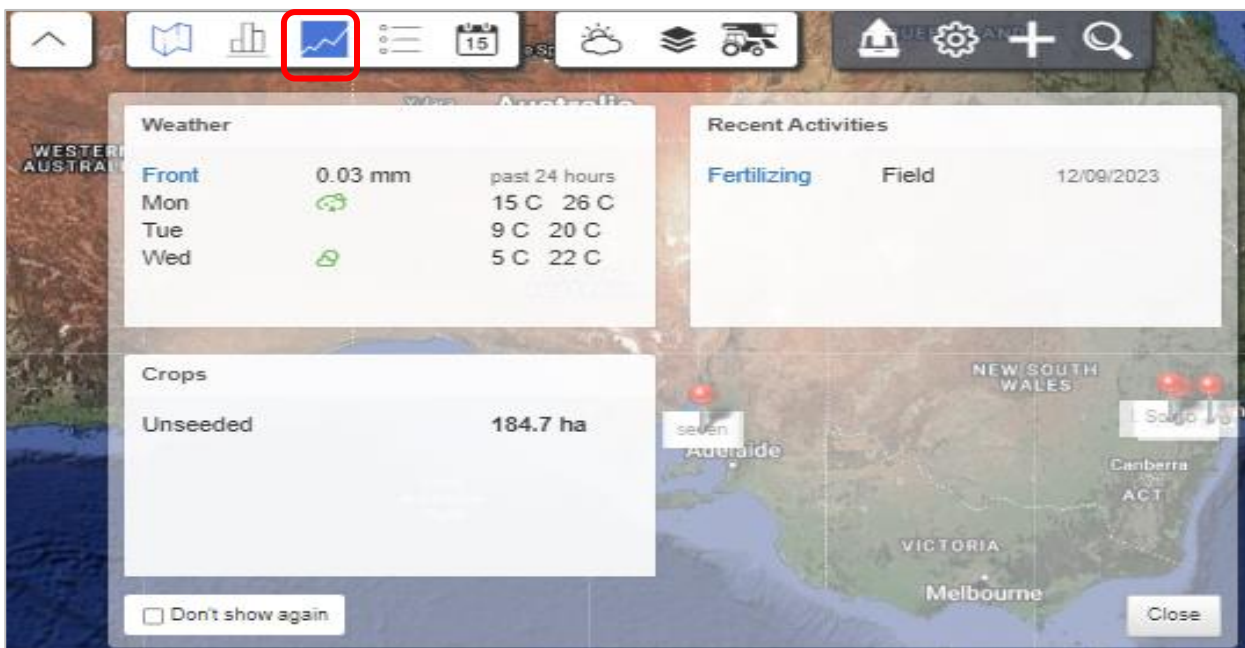 15
Australia
WESTERN
AUSTRALI
Weather
Front 0.03 mm past 24 hours
Mon 15 C 26 C
Tue 9 C 20 C
Wed 5 C 22 C
Recent Activities
Fertilizing Field 12/09/2023
Crops
Unseeded 184.7 ha
NEW SOUTH
WALES
seven
Adelaide
Canberra
ACT
VICTORIA
Melbourne
Don't show again
Close